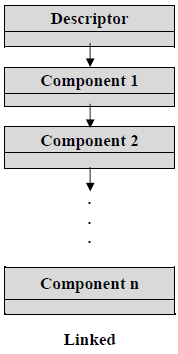 Descriptor
Component 1
Component 2
.
.
.
Component n
Linked